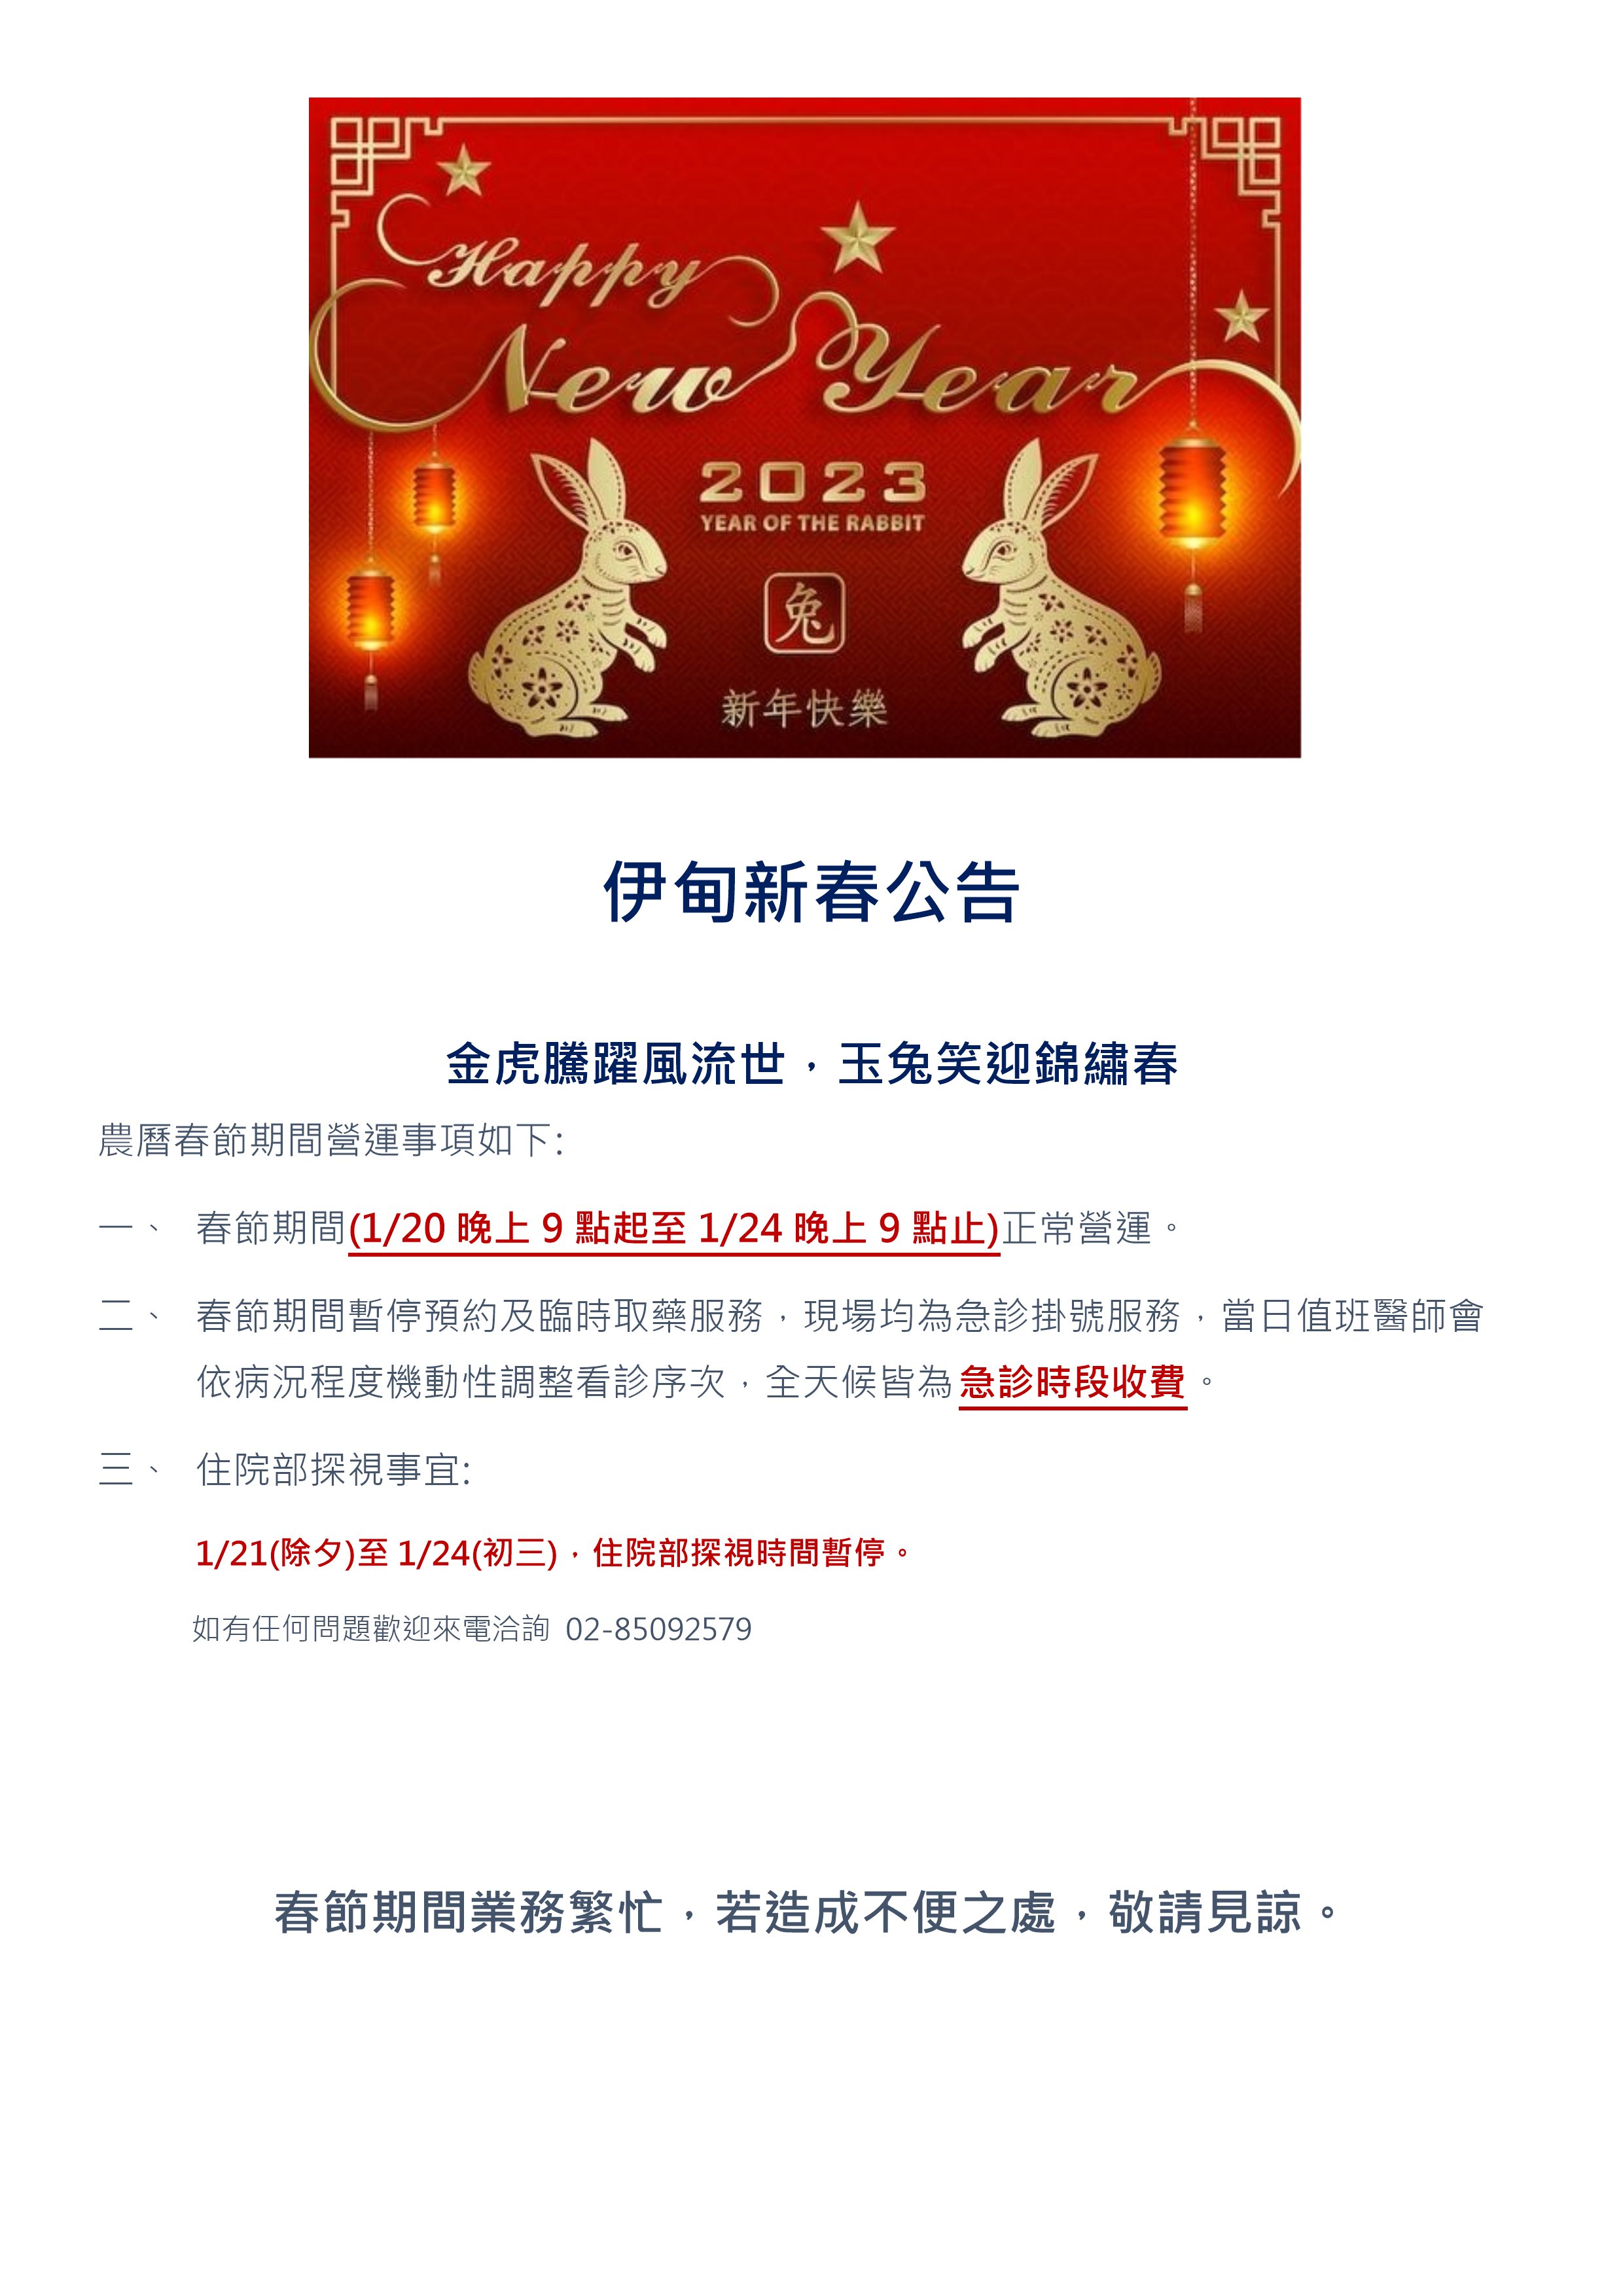 Happy
New Year
2023
YEAR OF THE RABBIT
兔
新年快樂
伊甸新春公告
金虎騰躍風流世，玉兔笑迎錦繡春
農曆春節期間營運事項如下:
一、 春節期間(1/20 晚上 9 點起至 1/24 晚上 9 點止)正常營運。
二、 春節期間暫停預約及臨時取藥服務，現場均為急診掛號服務，當日值班醫師會
依病況程度機動性調整看診序次，全天候皆為急診時段收費。
三、 住院部探視事宜:
1/21(除夕)至 1/24(初三)，住院部探視時間暫停。
如有任何問題歡迎來電洽詢 02-85092579
春節期間業務繁忙，若造成不便之處，敬請見諒。